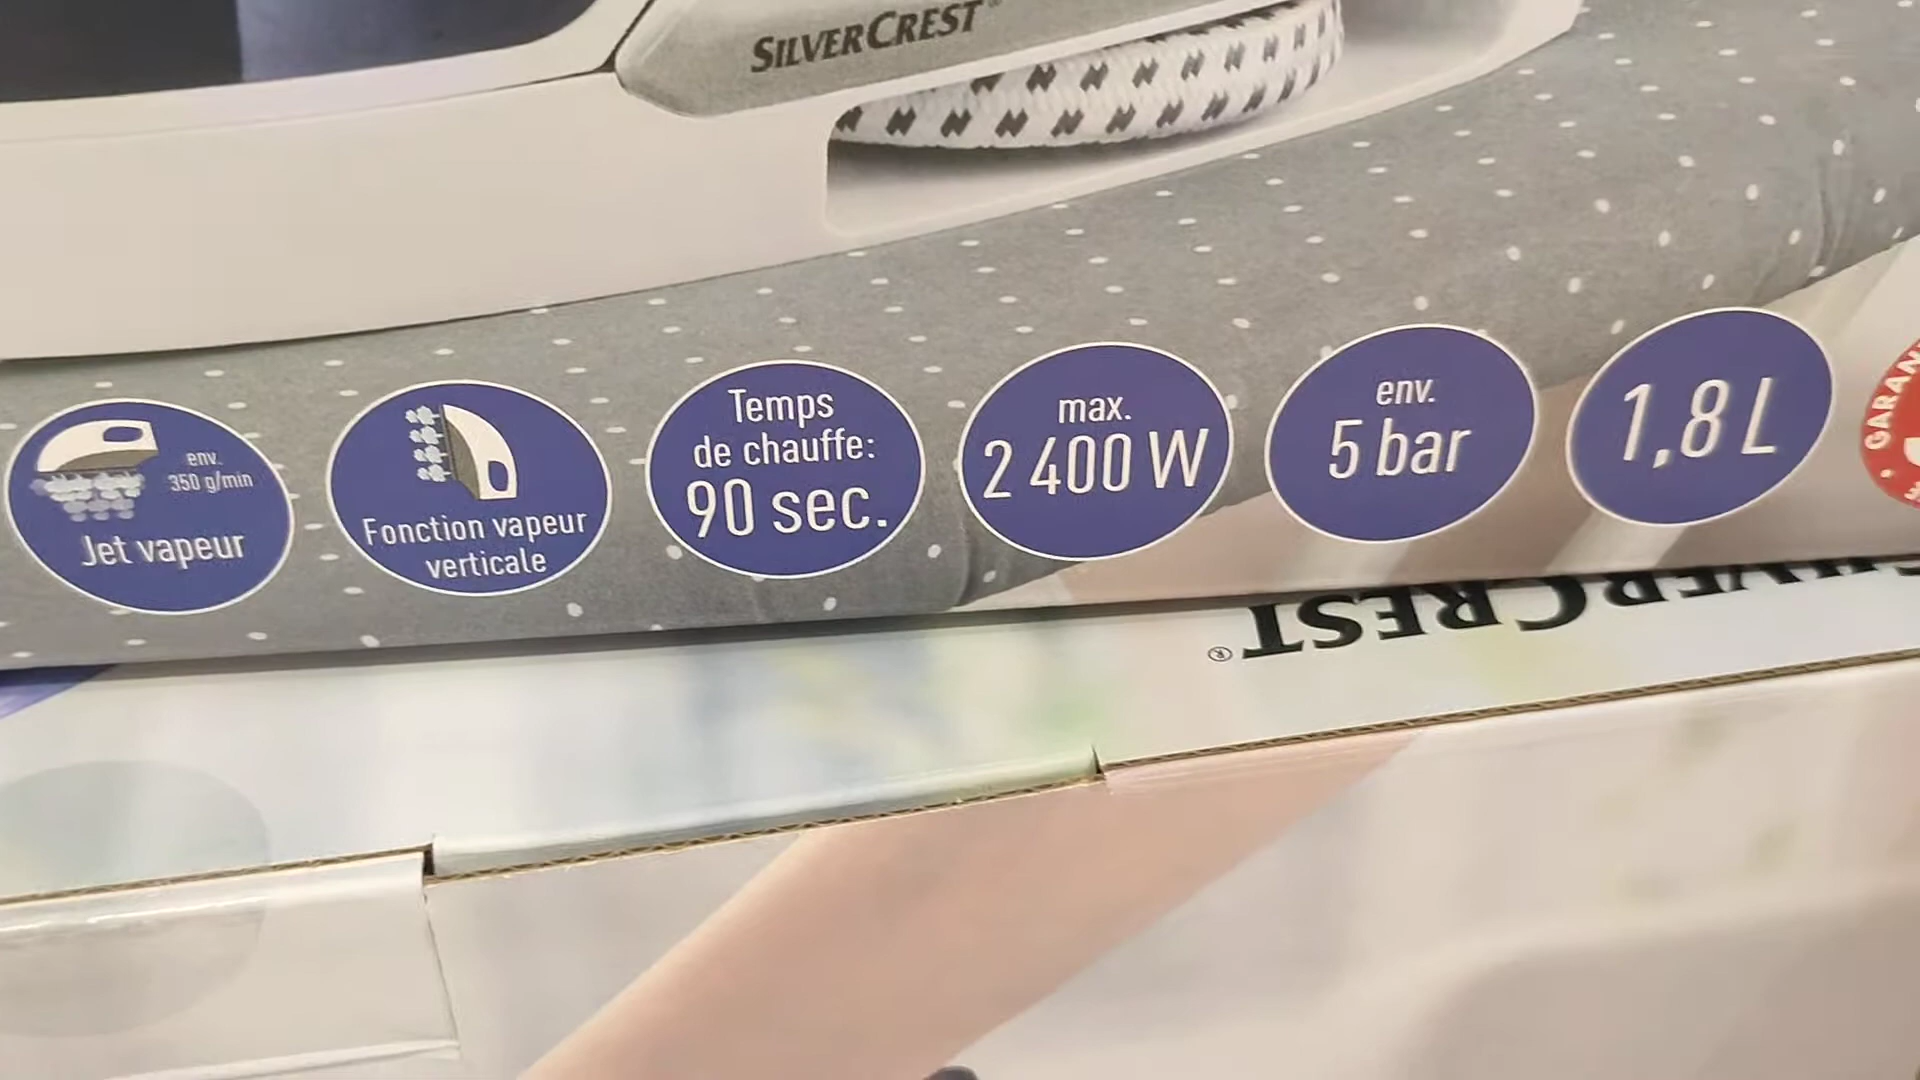 SILVERCREST®
env.
350 g/min
Jet vapeur
Fonction vapeur
verticale
Temps
de chauffe:
90 sec.
max.
2 400 W
env.
5 bar
1,8 L
SILVERCREST®